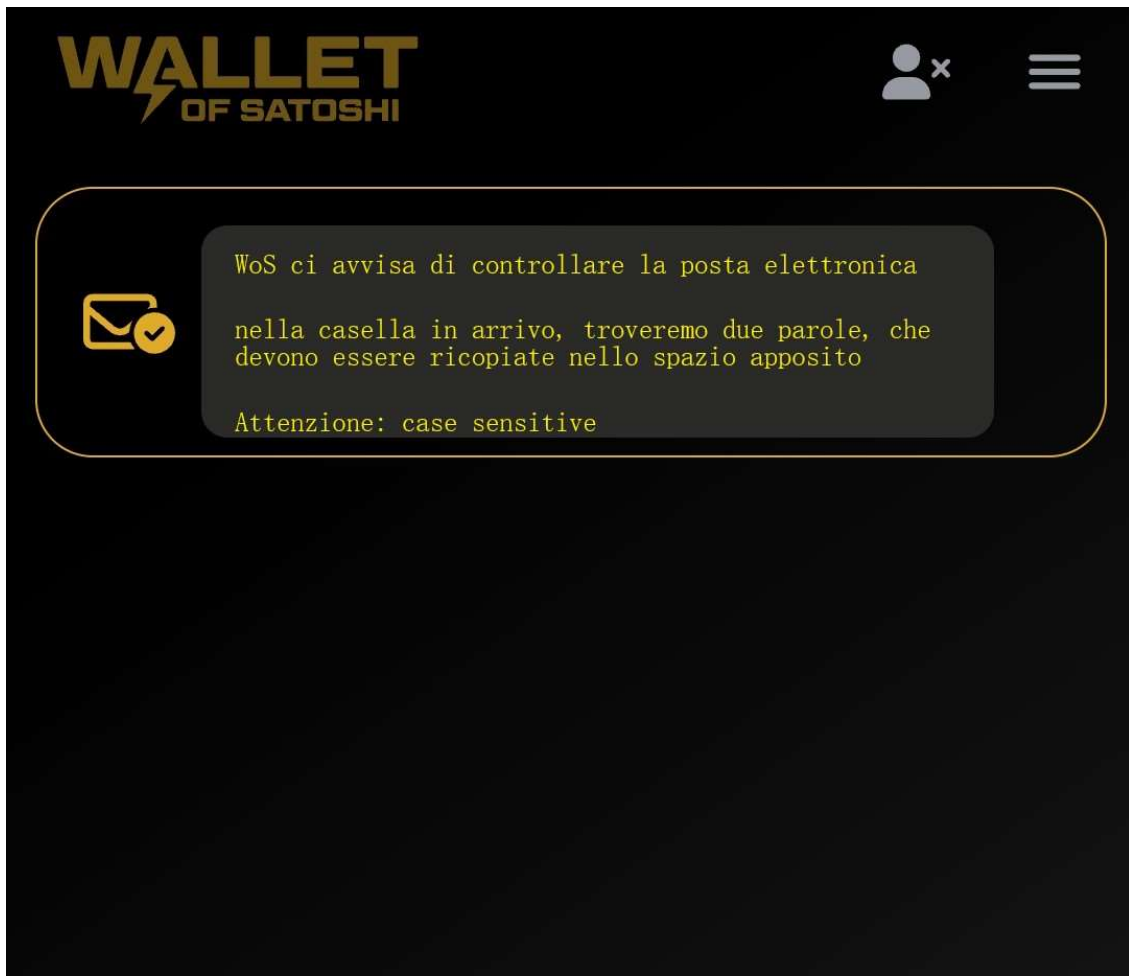 WALLET
OF SATOSHI
WoS ci avvisa di controllare la posta elettronica
nella casella in arrivo, troveremo due parole, che
devono essere ricopiate nello spazio apposito
Attenzione: case sensitive